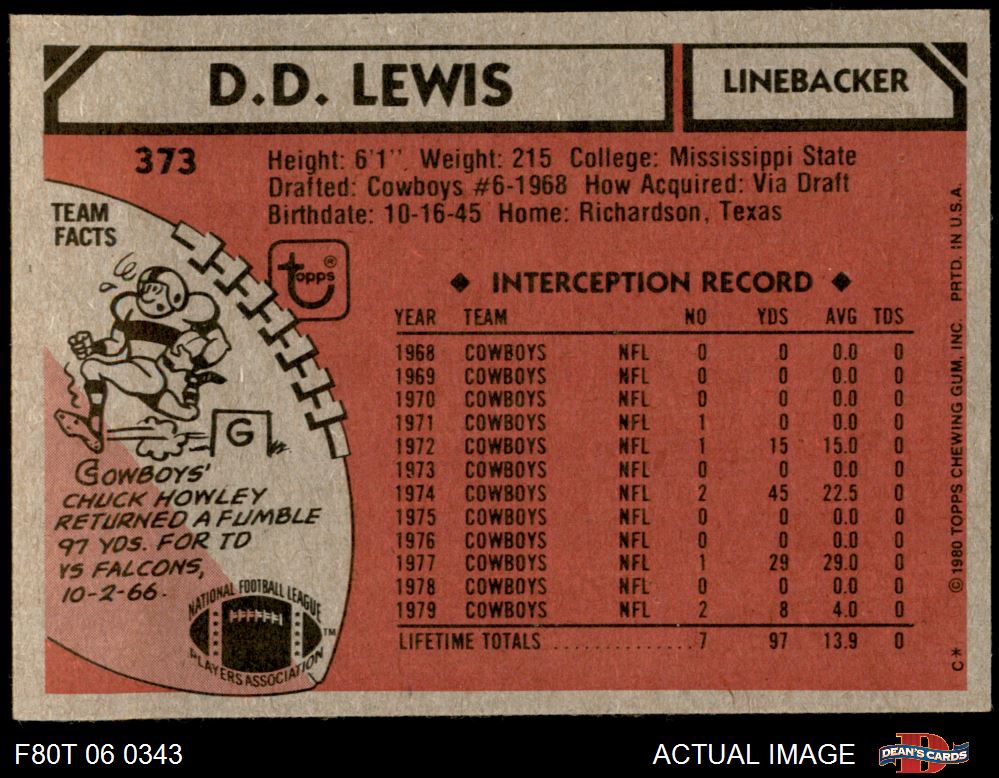 D.D. LEWIS
LINEBACKER
373
Height: 6'1". Weight: 215 College: Mississippi State
Drafted: Cowboys #6-1968 How Acquired: Via Draft
Birthdate: 10-16-45 Home: Richardson, Texas
TEAM
FACTS
topps ®
G
COWBOYS'
CHUCK HOWLEY
RETURNED A FUMBLE
97 YDS. FOR TD
VS FALCONS,
10-2-66.
NATIONAL FOOTBALL LEAGUE
PLAYERS ASSOCIATION
TM
◆ INTERCEPTION RECORD ◆
YEAR TEAM NO YDS AVG TDS
1968 COWBOYS NFL 0 0 0.0 0
1969 COWBOYS NFL 0 0 0.0 0
1970 COWBOYS NFL 0 0 0.0 0
1971 COWBOYS NFL 1 0 0.0 0
1972 COWBOYS NFL 1 15 15.0 0
1973 COWBOYS NFL 0 0 0.0 0
1974 COWBOYS NFL 2 45 22.5 0
1975 COWBOYS NFL 0 0 0.0 0
1976 COWBOYS NFL 0 0 0.0 0
1977 COWBOYS NFL 1 29 29.0 0
1978 COWBOYS NFL 0 0 0.0 0
1979 COWBOYS NFL 2 8 4.0 0
LIFETIME TOTALS .............. 7 97 13.9 0
C* ©1980 TOPPS CHEWING GUM, INC. PRTD. IN U.S.A.
F80T 06 0343
ACTUAL IMAGE
D
DEAN'S CARDS